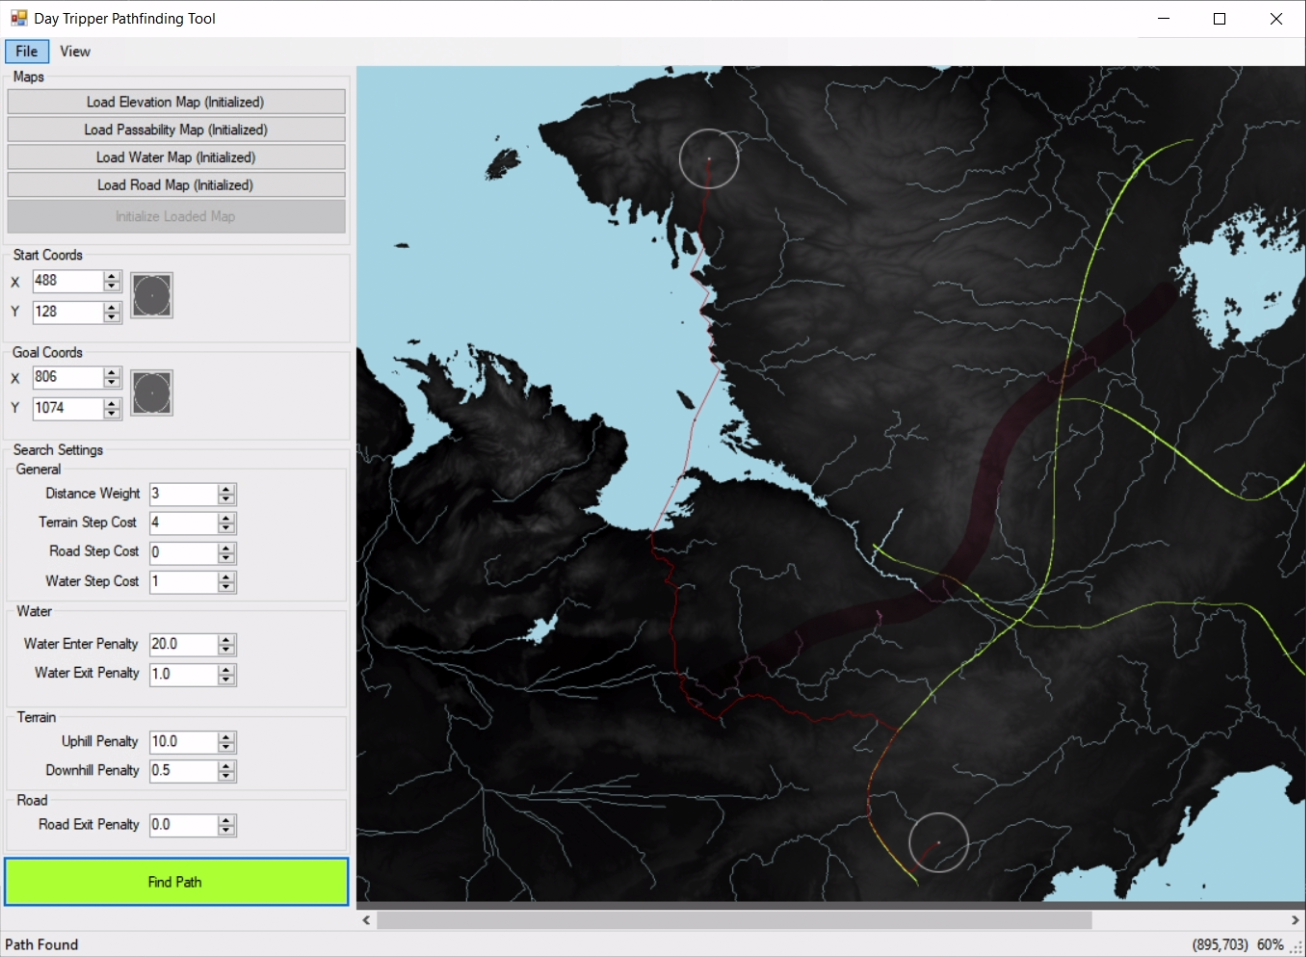 Day Tripper Pathfinding Tool
File View
Maps
Load Elevation Map (Initialized)
Load Passability Map (Initialized)
Load Water Map (Initialized)
Load Road Map (Initialized)
Initialize Loaded Map
Start Coords
X 488
Y 128
Goal Coords
X 806
Y 1074
Search Settings
General
Distance Weight 3
Terrain Step Cost 4
Road Step Cost 0
Water Step Cost 1
Water
Water Enter Penalty 20.0
Water Exit Penalty 1.0
Terrain
Uphill Penalty 10.0
Downhill Penalty 0.5
Road
Road Exit Penalty 0.0
Find Path
Path Found
(895,703) 60%